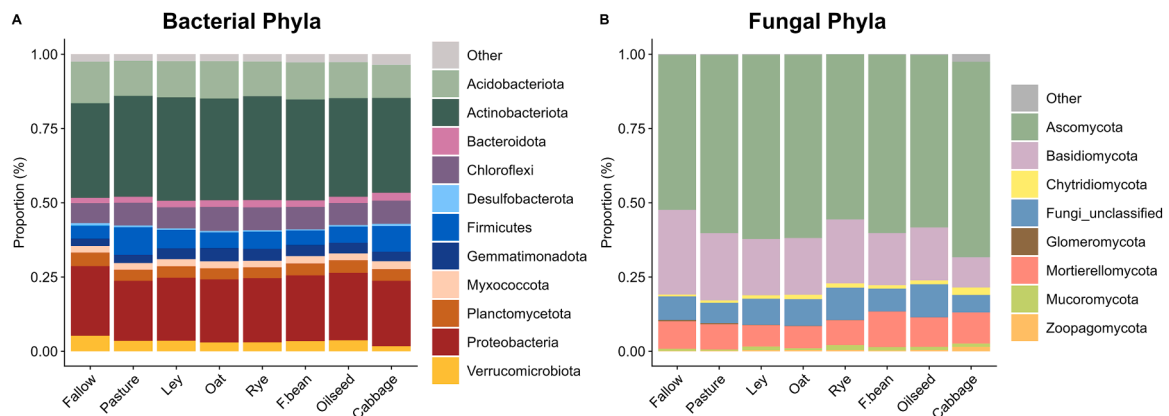 A
Bacterial Phyla
Proportion (%)
1.00
0.75
0.50
0.25
0.00
Fallow
Pasture
Ley
Oat
Rye
F.bean
Oilseed
Cabbage
Other
Acidobacteriota
Actinobacteriota
Bacteroidota
Chloroflexi
Desulfobacterota
Firmicutes
Gemmatimonadota
Myxococcota
Planctomycetota
Proteobacteria
Verrucomicrobiota
B
Fungal Phyla
Proportion (%)
1.00
0.75
0.50
0.25
0.00
Fallow
Pasture
Ley
Oat
Rye
F.bean
Oilseed
Cabbage
Other
Ascomycota
Basidiomycota
Chytridiomycota
Fungi_unclassified
Glomeromycota
Mortierellomycota
Mucoromycota
Zoopagomycota